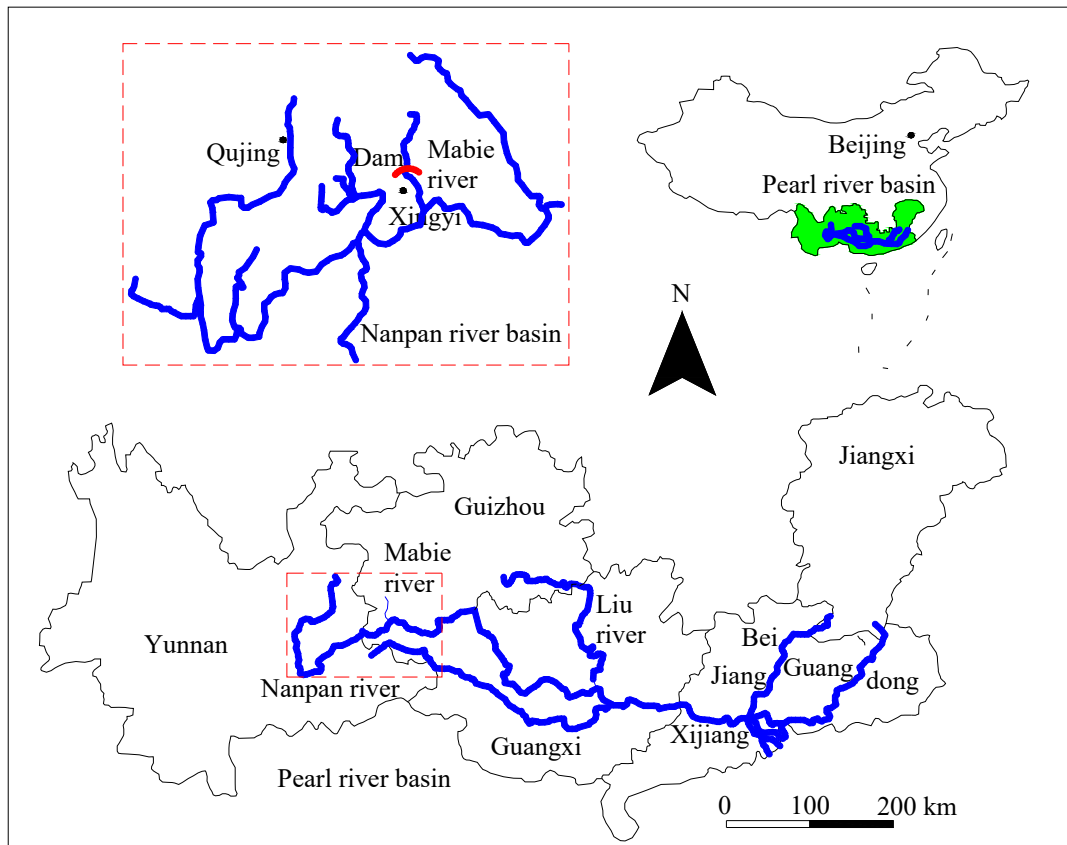 Qujing
Dam
Mabie
river
Xingyi
Nanpan river basin
Beijing
Pearl river basin
N
Jiangxi
Guizhou
Mabie
river
Liu
river
Yunnan
Bei
Jiang
Guang
dong
Nanpan river
Guangxi
Xijiang
Pearl river basin
0 100 200 km